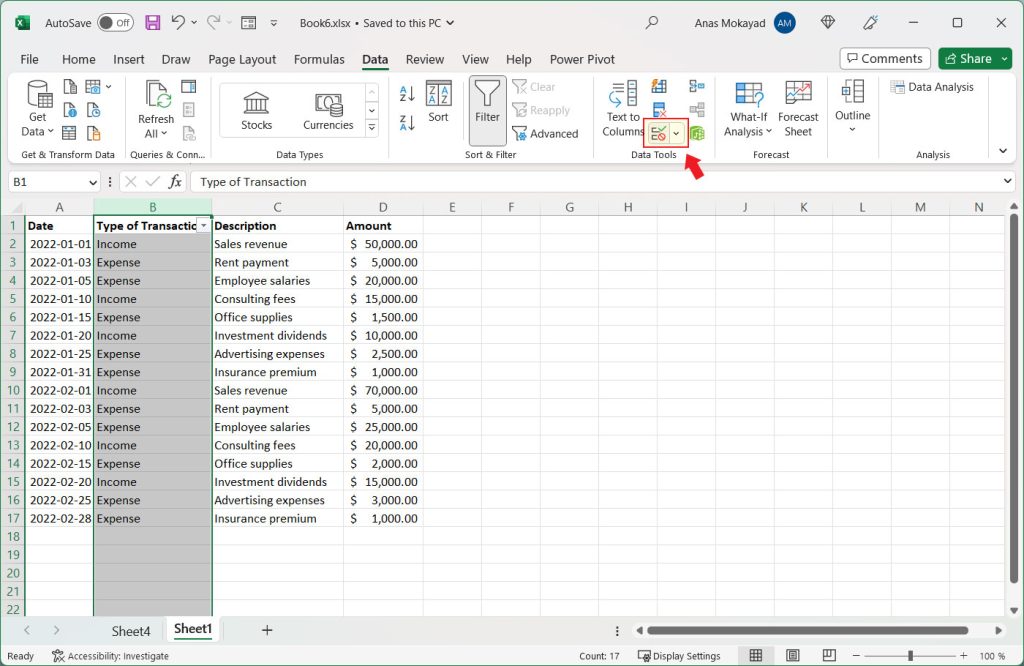 AutoSave Off Book6.xlsx • Saved to this PC Anas Mokayad AM
File Home Insert Draw Page Layout Formulas Data Review View Help Power Pivot Comments Share
Get Data
Refresh All
Stocks Currencies
A Z
Z A
Z A
A Z
Sort
Filter
Clear
Reapply
Advanced
Text to Columns
What-If Analysis
Forecast Sheet
Outline
Data Analysis
Get & Transform Data Queries & Conn... Data Types Sort & Filter Data Tools Forecast Analysis
B1 fx Type of Transaction
A B C D E F G H I J K L M N
1 Date Type of Transactio Description Amount
2 2022-01-01 Income Sales revenue $ 50,000.00
3 2022-01-03 Expense Rent payment $ 5,000.00
4 2022-01-05 Expense Employee salaries $ 20,000.00
5 2022-01-10 Income Consulting fees $ 15,000.00
6 2022-01-15 Expense Office supplies $ 1,500.00
7 2022-01-20 Income Investment dividends $ 10,000.00
8 2022-01-25 Expense Advertising expenses $ 2,500.00
9 2022-01-31 Expense Insurance premium $ 1,000.00
10 2022-02-01 Income Sales revenue $ 70,000.00
11 2022-02-03 Expense Rent payment $ 5,000.00
12 2022-02-05 Expense Employee salaries $ 25,000.00
13 2022-02-10 Income Consulting fees $ 20,000.00
14 2022-02-15 Expense Office supplies $ 2,000.00
15 2022-02-20 Income Investment dividends $ 15,000.00
16 2022-02-25 Expense Advertising expenses $ 3,000.00
17 2022-02-28 Expense Insurance premium $ 1,000.00
18
19
20
21
22
Sheet4 Sheet1
Ready Accessibility: Investigate Count: 17 Display Settings 100 %